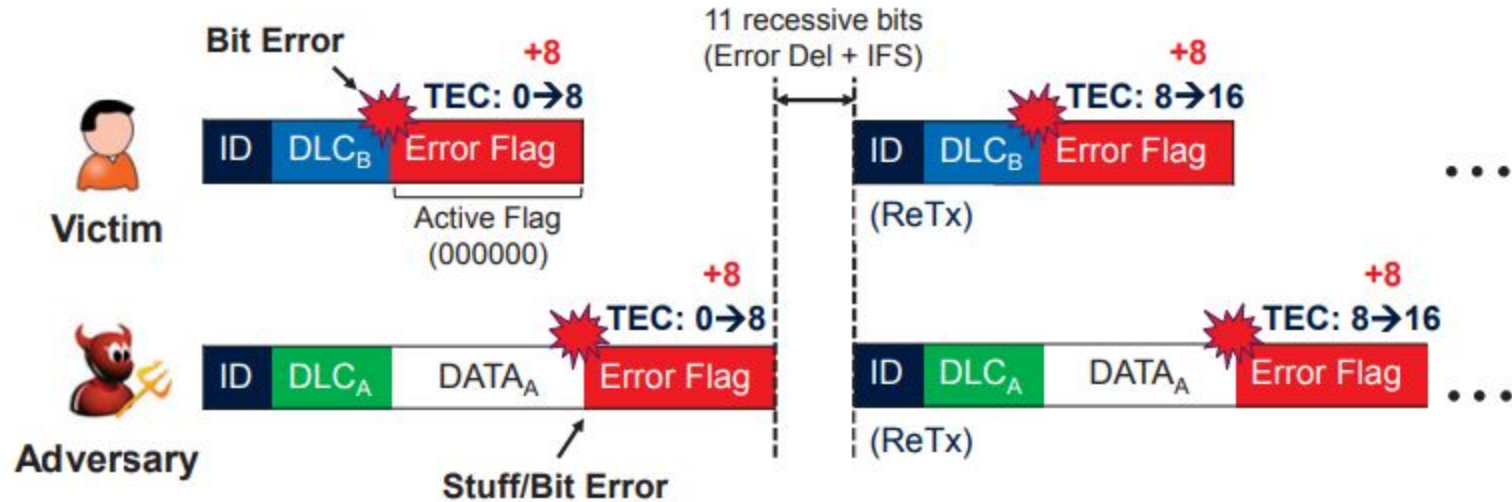 11 recessive bits
(Error Del + IFS)
Bit Error
+8
TEC: 0➔8
+8
TEC: 8➔16
ID DLCB Error Flag
ID DLCB Error Flag
...
Victim
Active Flag
(000000)
(ReTx)
+8
TEC: 0➔8
+8
TEC: 8➔16
ID DLCA DATAA Error Flag
ID DLCA DATAA Error Flag
...
Adversary
(ReTx)
Stuff/Bit Error